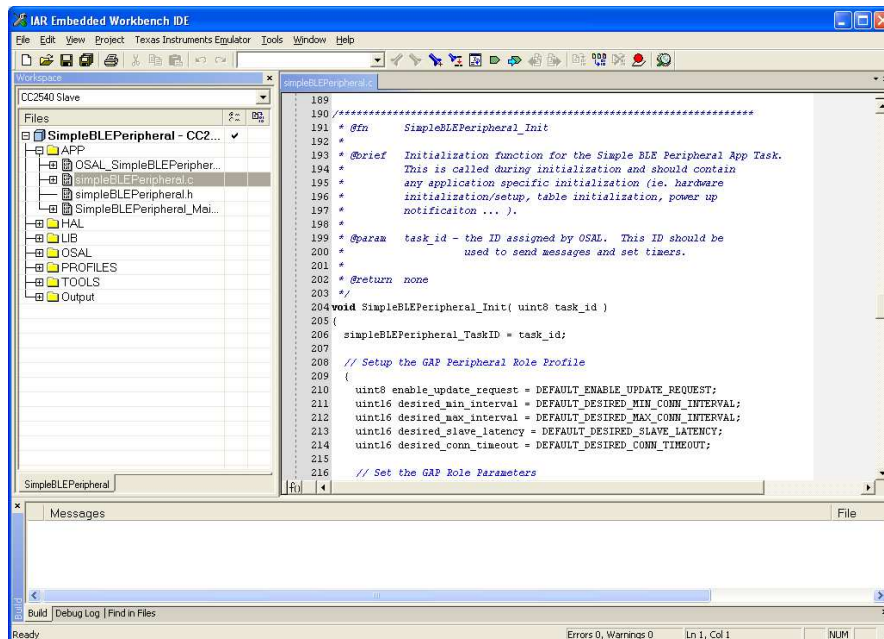 IAR Embedded Workbench IDE
File Edit View Project Texas Instruments Emulator Tools Window Help
Workspace
CC2540 Slave
Files
SimpleBLEPeripheral - CC2...
APP
OSAL_SimpleBLEPeripher...
simpleBLEPeripheral.c
simpleBLEPeripheral.h
SimpleBLEPeripheral_Mai...
HAL
LIB
OSAL
PROFILES
TOOLS
Output
SimpleBLEPeripheral
simpleBLEPeripheral.c
189
190 /*********************************************************************
191 * @fn SimpleBLEPeripheral_Init
192 *
193 * @brief Initialization function for the Simple BLE Peripheral App Task.
194 * This is called during initialization and should contain
195 * any application specific initialization (ie. hardware
196 * initialization/setup, table initialization, power up
197 * notificaiton ... ).
198 *
199 * @param task_id - the ID assigned by OSAL. This ID should be
200 * used to send messages and set timers.
201 *
202 * @return none
203 */
204 void SimpleBLEPeripheral_Init( uint8 task_id )
205 {
206 simpleBLEPeripheral_TaskID = task_id;
207
208 // Setup the GAP Peripheral Role Profile
209 {
210 uint8 enable_update_request = DEFAULT_ENABLE_UPDATE_REQUEST;
211 uint16 desired_min_interval = DEFAULT_DESIRED_MIN_CONN_INTERVAL;
212 uint16 desired_max_interval = DEFAULT_DESIRED_MAX_CONN_INTERVAL;
213 uint16 desired_slave_latency = DEFAULT_DESIRED_SLAVE_LATENCY;
214 uint16 desired_conn_timeout = DEFAULT_DESIRED_CONN_TIMEOUT;
215
216 // Set the GAP Role Parameters
f()
Messages File
Build
Build Debug Log Find in Files
Ready Errors 0, Warnings 0 Ln 1, Col 1 NUM